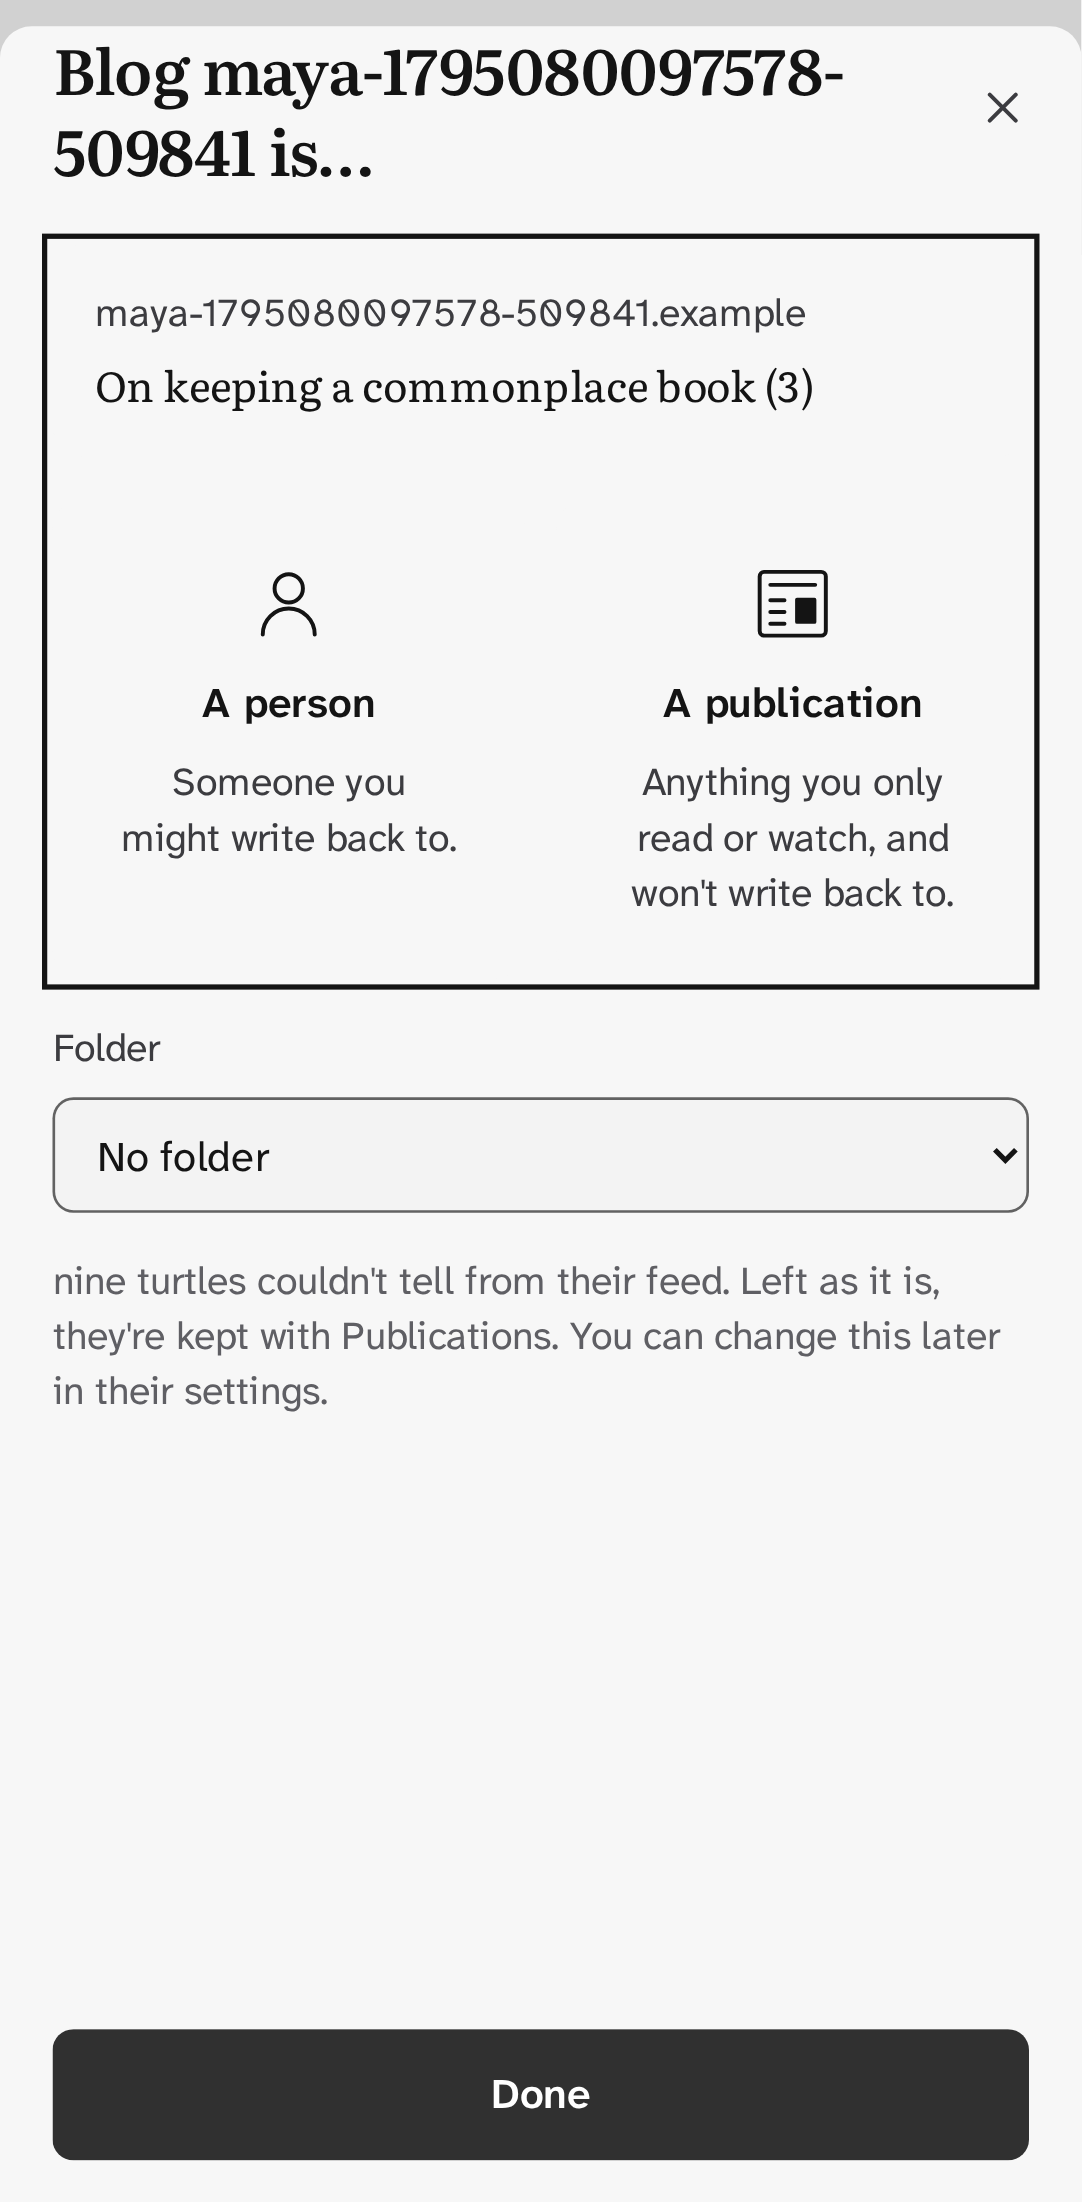 Blog maya-1795080097578-
509841 is…
maya-1795080097578-509841.example
On keeping a commonplace book (3)
A person
Someone you
might write back to.
A publication
Anything you only
read or watch, and
won't write back to.
Folder
No folder
nine turtles couldn't tell from their feed. Left as it is,
they're kept with Publications. You can change this later
in their settings.
Done